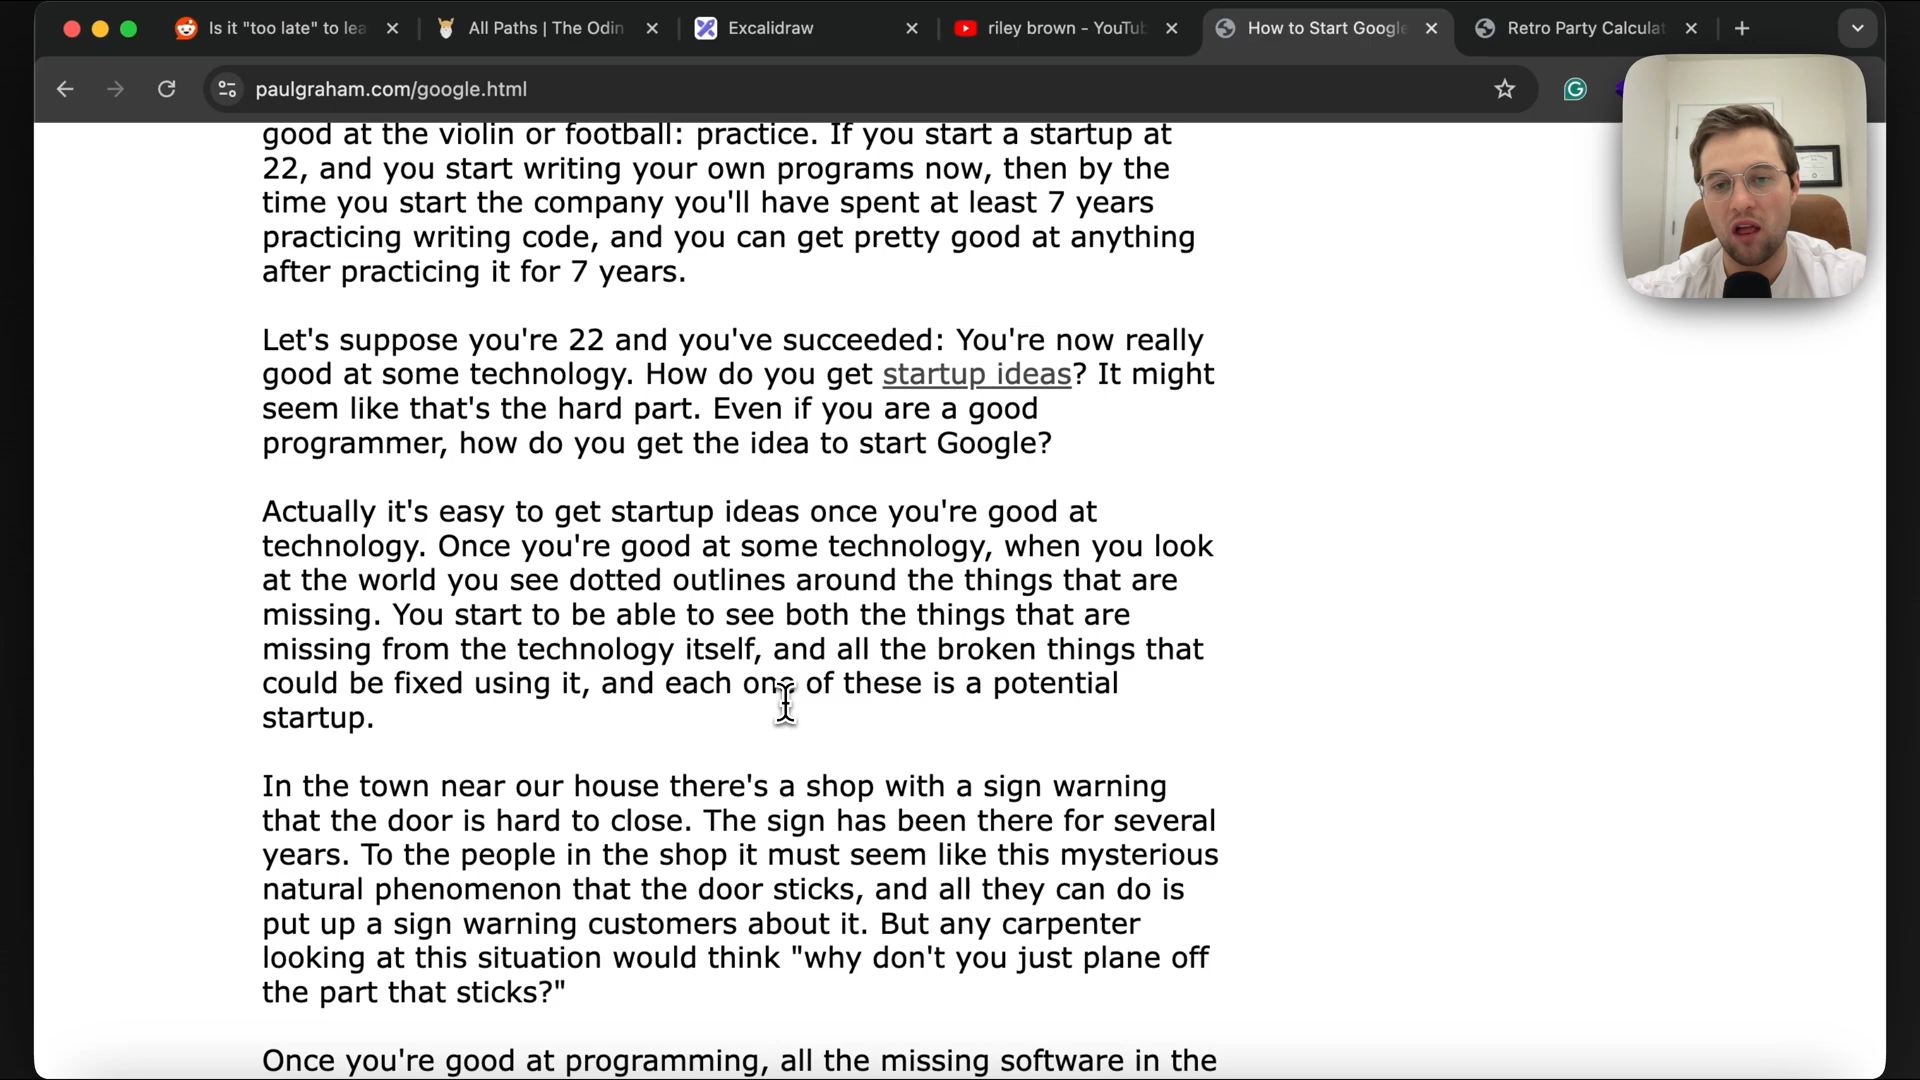 Is it "too late" to lea
All Paths | The Odin
Excalidraw
riley brown - YouTub
How to Start Google
Retro Party Calculat
paulgraham.com/google.html
good at the violin or football: practice. If you start a startup at
22, and you start writing your own programs now, then by the
time you start the company you'll have spent at least 7 years
practicing writing code, and you can get pretty good at anything
after practicing it for 7 years.
Let's suppose you're 22 and you've succeeded: You're now really
good at some technology. How do you get startup ideas? It might
seem like that's the hard part. Even if you are a good
programmer, how do you get the idea to start Google?
Actually it's easy to get startup ideas once you're good at
technology. Once you're good at some technology, when you look
at the world you see dotted outlines around the things that are
missing. You start to be able to see both the things that are
missing from the technology itself, and all the broken things that
could be fixed using it, and each one of these is a potential
startup.
In the town near our house there's a shop with a sign warning
that the door is hard to close. The sign has been there for several
years. To the people in the shop it must seem like this mysterious
natural phenomenon that the door sticks, and all they can do is
put up a sign warning customers about it. But any carpenter
looking at this situation would think "why don't you just plane off
the part that sticks?"
Once you're good at programming, all the missing software in the